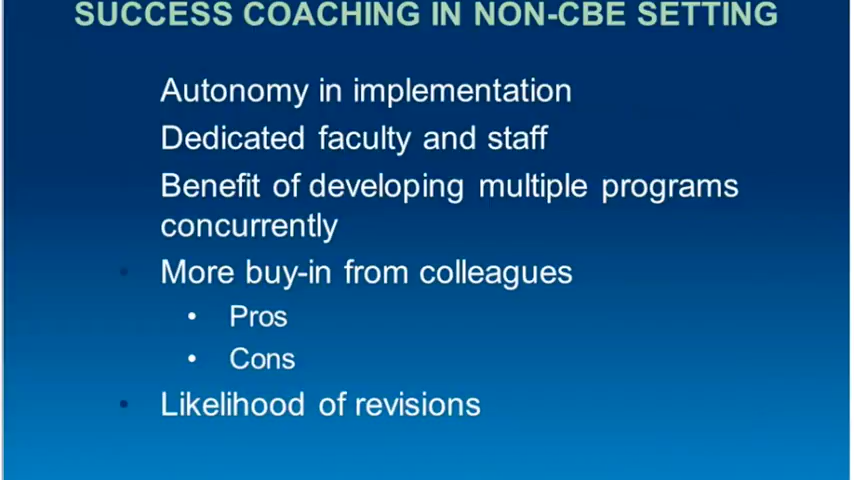 SUCCESS COACHING IN NON-CBE SETTING
Autonomy in implementation
Dedicated faculty and staff
Benefit of developing multiple programs
concurrently
• More buy-in from colleagues
• Pros
• Cons
• Likelihood of revisions